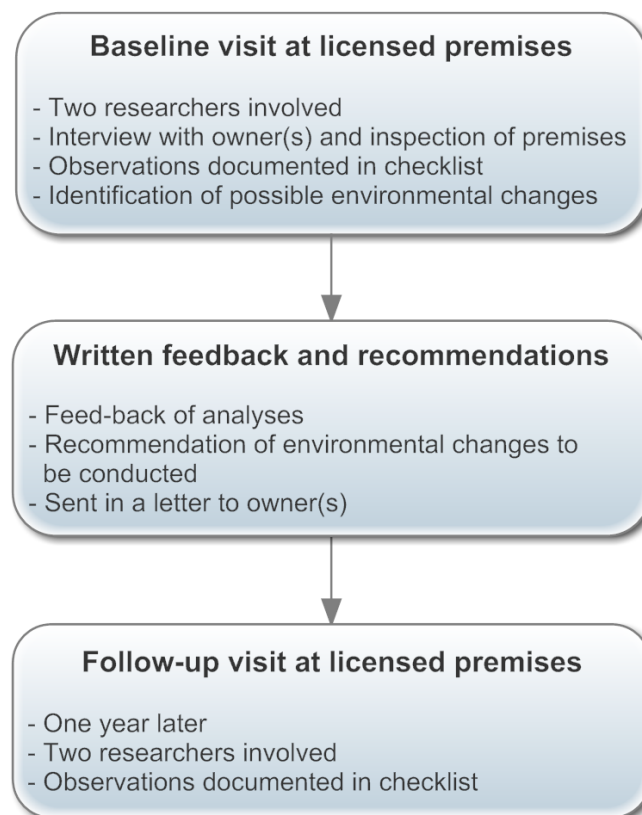 Baseline visit at licensed premises
- Two researchers involved
- Interview with owner(s) and inspection of premises
- Observations documented in checklist
- Identification of possible environmental changes
Written feedback and recommendations
- Feed-back of analyses
- Recommendation of environmental changes to
be conducted
- Sent in a letter to owner(s)
Follow-up visit at licensed premises
- One year later
- Two researchers involved
- Observations documented in checklist